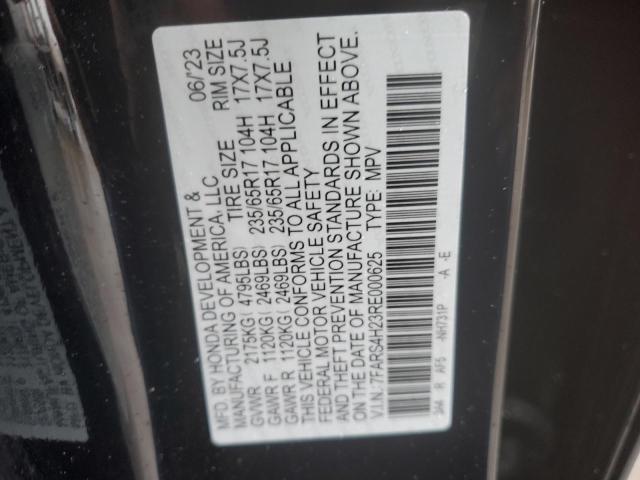 MFD. BY HONDA DEVELOPMENT & 06/23
MANUFACTURING OF AMERICA, LLC
TIRE SIZE RIM SIZE
GVWR 2175KG( 4795LBS)
GAWR F 1120KG( 2469LBS) 235/65R17 104H 17X7.5J
GAWR R 1120KG( 2469LBS) 235/65R17 104H 17X7.5J
THIS VEHICLE CONFORMS TO ALL APPLICABLE
FEDERAL MOTOR VEHICLE SAFETY
AND THEFT PREVENTION STANDARDS IN EFFECT
ON THE DATE OF MANUFACTURE SHOWN ABOVE.
V.I.N.: 7FARS4H23RE000625 TYPE: MPV
3A4 -R AF5 -NH731P -A -E